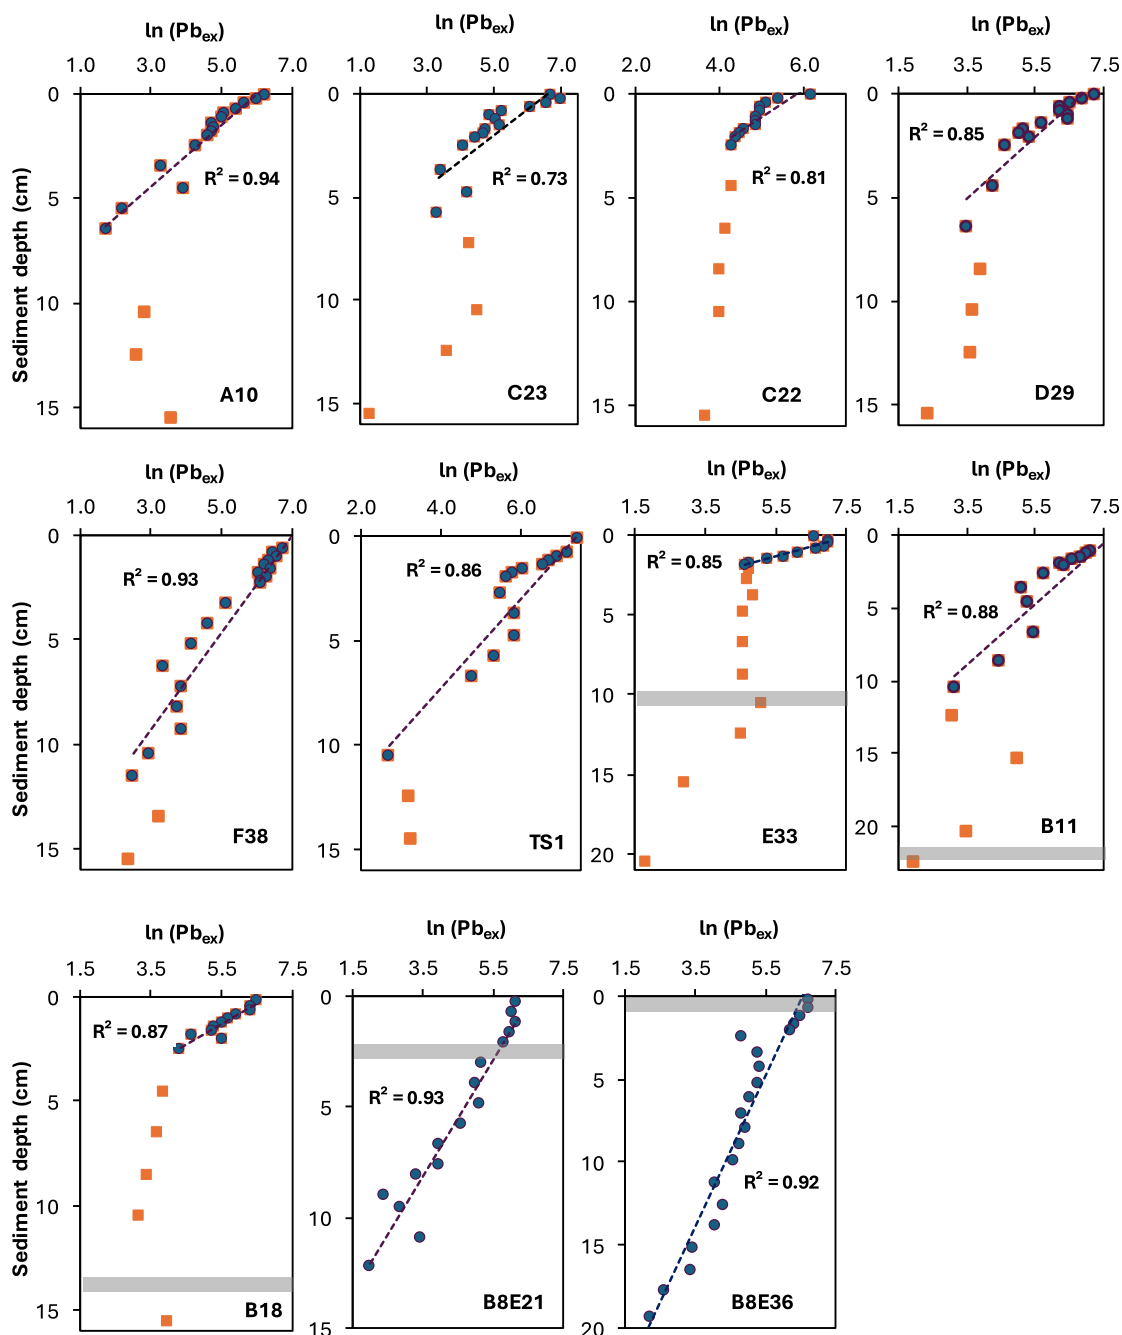 ln (Pbex)
ln (Pbex)
ln (Pbex)
ln (Pbex)
1.0 3.0 5.0 7.0
1.0 3.0 5.0 7.0
2.0 4.0 6.0
1.5 3.5 5.5 7.5
Sediment depth (cm)
0
5
10
15
R² = 0.94
A10
0
5
10
15
R² = 0.73
C23
0
5
10
15
R² = 0.81
C22
0
5
10
15
R² = 0.85
D29
ln (Pbex)
ln (Pbex)
ln (Pbex)
ln (Pbex)
1.0 3.0 5.0 7.0
2.0 4.0 6.0
1.5 3.5 5.5 7.5
1.5 3.5 5.5 7.5
Sediment depth (cm)
0
5
10
15
R² = 0.93
F38
0
5
10
15
R² = 0.86
TS1
0
5
10
15
20
R² = 0.85
E33
0
5
10
15
20
R² = 0.88
B11
ln (Pbex)
ln (Pbex)
ln (Pbex)
1.5 3.5 5.5 7.5
1.5 3.5 5.5 7.5
1.5 3.5 5.5 7.5
Sediment depth (cm)
0
5
10
15
R² = 0.87
B18
0
5
10
15
R² = 0.93
B8E21
0
5
10
15
20
R² = 0.92
B8E36